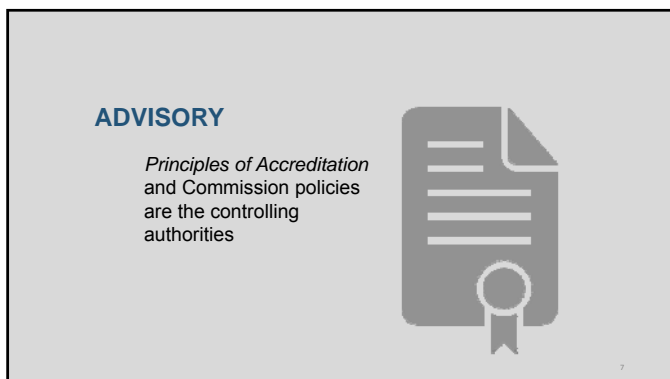 ADVISORY
Principles of Accreditation
and Commission policies
are the controlling
authorities
7